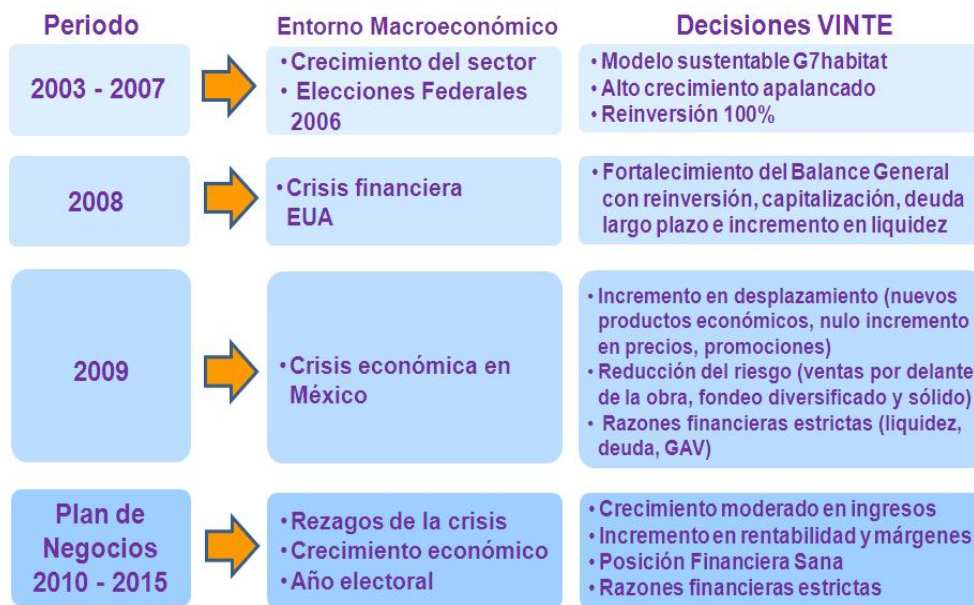 Periodo
Entorno Macroeconómico
Decisiones VINTE
2003 - 2007
• Crecimiento del sector
• Elecciones Federales
2006
• Modelo sustentable G7habitat
• Alto crecimiento apalancado
• Reinversión 100%
2008
• Crisis financiera
EUA
• Fortalecimiento del Balance General
con reinversión, capitalización, deuda
largo plazo e incremento en liquidez
2009
• Crisis económica en
México
• Incremento en desplazamiento (nuevos
productos económicos, nulo incremento
en precios, promociones)
• Reducción del riesgo (ventas por delante
de la obra, fondeo diversificado y sólido)
• Razones financieras estrictas (liquidez,
deuda, GAV)
Plan de
Negocios
2010 - 2015
• Rezagos de la crisis
• Crecimiento económico
• Año electoral
• Crecimiento moderado en ingresos
• Incremento en rentabilidad y márgenes
• Posición Financiera Sana
• Razones financieras estrictas